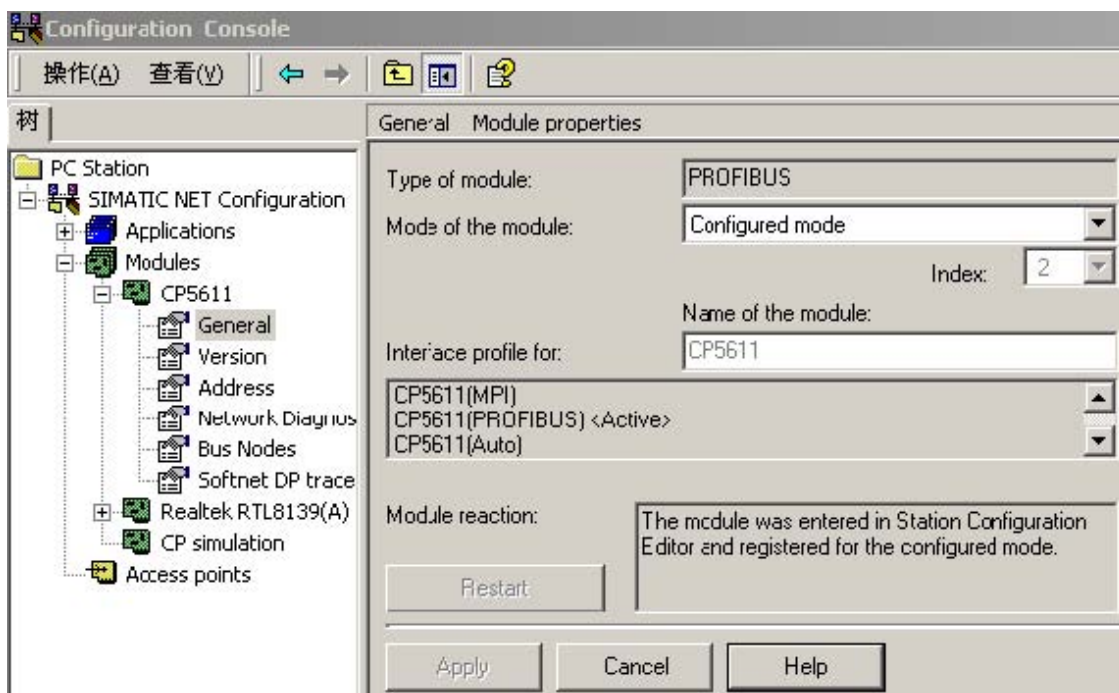 Configuration Console
操作(A) 查看(V)
树
General Module properties
PC Station
SIMATIC NET Configuration
Applications
Modules
CP5611
General
Version
Address
Network Diagnos
Bus Nodes
Softnet DP trace
Realtek RTL8139(A)
CP simulation
Access points
Type of module:
PROFIBUS
Mode of the module:
Configured mode
Index:
2
Name of the module:
Interface profile for:
CP5611
CP5611(MPI)
CP5611(PROFIBUS) <Active>
CP5611(Auto)
Module reaction:
The module was entered in Station Configuration
Editor and registered for the configured mode.
Restart
Apply
Cancel
Help